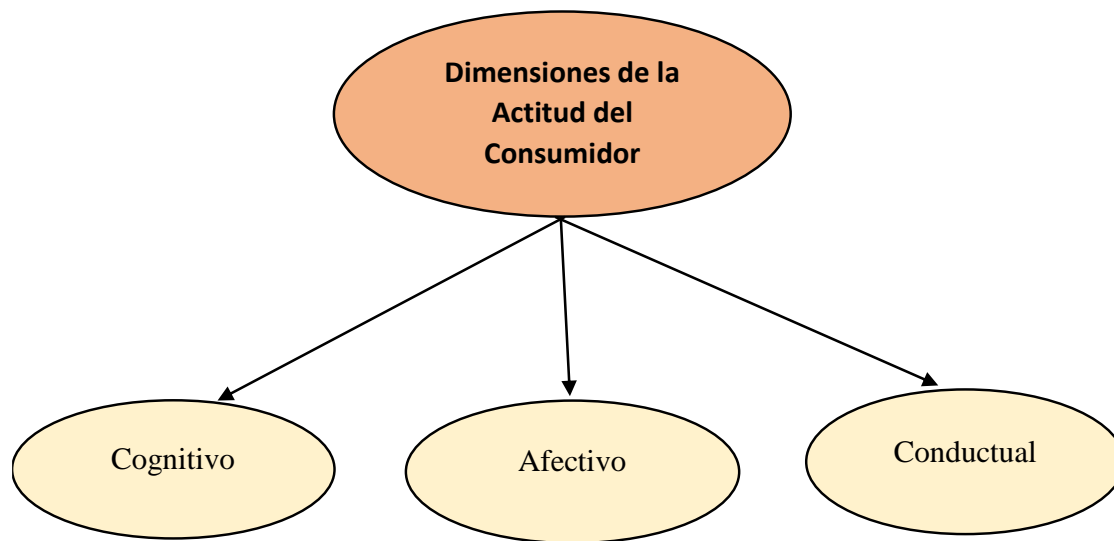 Dimensiones de la
Actitud del
Consumidor
Cognitivo
Afectivo
Conductual